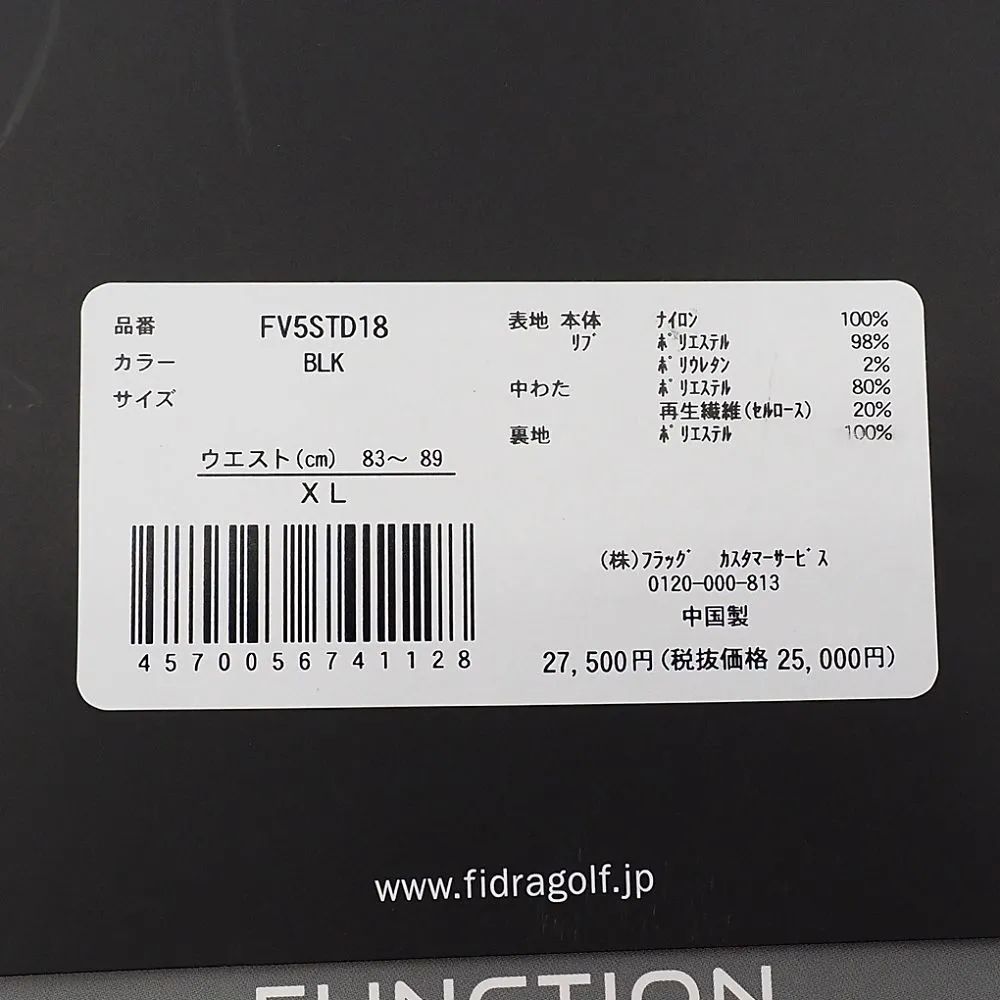 品番 FV5STD18
カラー BLK
サイズ
ウエスト(cm) 83〜 89
XL
4570056741128
表地 本体 ﾅｲﾛﾝ 100%
ﾘﾌﾞ ﾎﾟﾘｴｽﾃﾙ 98%
ﾎﾟﾘｳﾚﾀﾝ 2%
中わた ﾎﾟﾘｴｽﾃﾙ 80%
再生繊維(ｾﾙﾛｰｽ) 20%
裏地 ﾎﾟﾘｴｽﾃﾙ 100%
(株)ﾌﾗｯｸﾞ ｶｽﾀﾏｰｻｰﾋﾞｽ
0120-000-813
中国製
27,500円(税抜価格 25,000円)
www.fidragolf.jp
FUNCTION